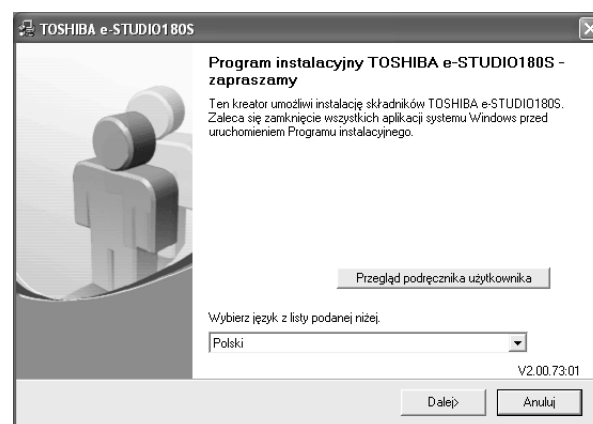 TOSHIBA e-STUDIO180S
Program instalacyjny TOSHIBA e-STUDIO180S -
zapraszamy
Ten kreator umożliwi instalację składników TOSHIBA e-STUDIO180S.
Zaleca się zamknięcie wszystkich aplikacji systemu Windows przed
uruchomieniem Programu instalacyjnego.
Przegląd podręcznika użytkownika
Wybierz język z listy podanej niżej.
Polski
V2.00.73:01
Dalej>
Anuluj